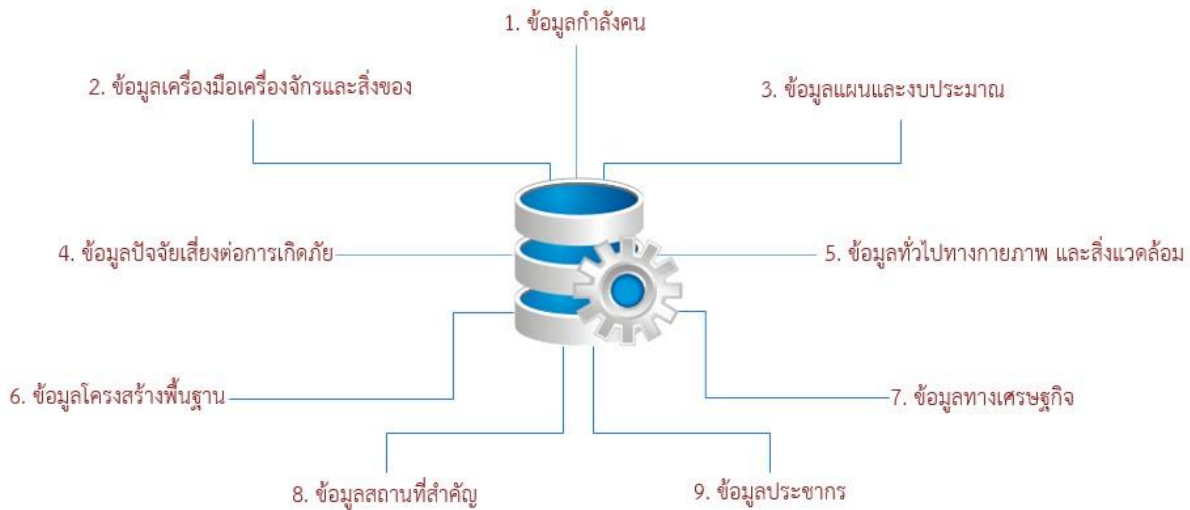 1. ข้อมูลกำลังคน
2. ข้อมูลเครื่องมือเครื่องจักรและสิ่งของ
3. ข้อมูลแผนและงบประมาณ
4. ข้อมูลปัจจัยเสี่ยงต่อการเกิดภัย
5. ข้อมูลทั่วไปทางกายภาพ และสิ่งแวดล้อม
6. ข้อมูลโครงสร้างพื้นฐาน
7. ข้อมูลทางเศรษฐกิจ
8. ข้อมูลสถานที่สำคัญ
9. ข้อมูลประชากร